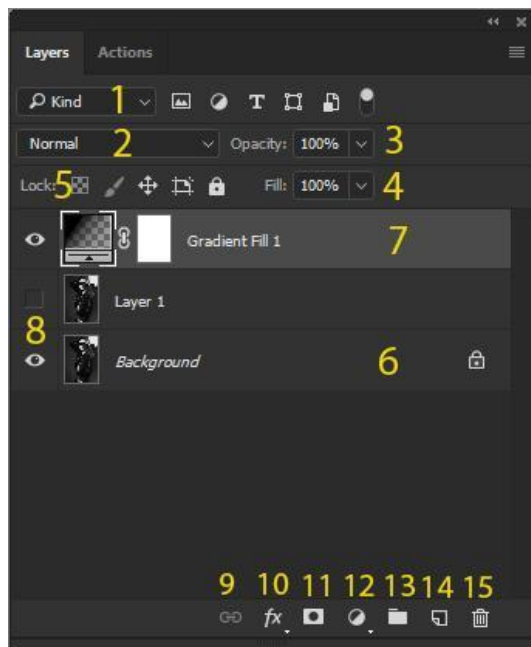 Layers Actions
Kind 1 T
Normal 2 Opacity: 100% 3
Lock: 5 Fill: 100% 4
Gradient Fill 1 7
Layer 1
8
Background 6
9 10 11 12 13 14 15
fx